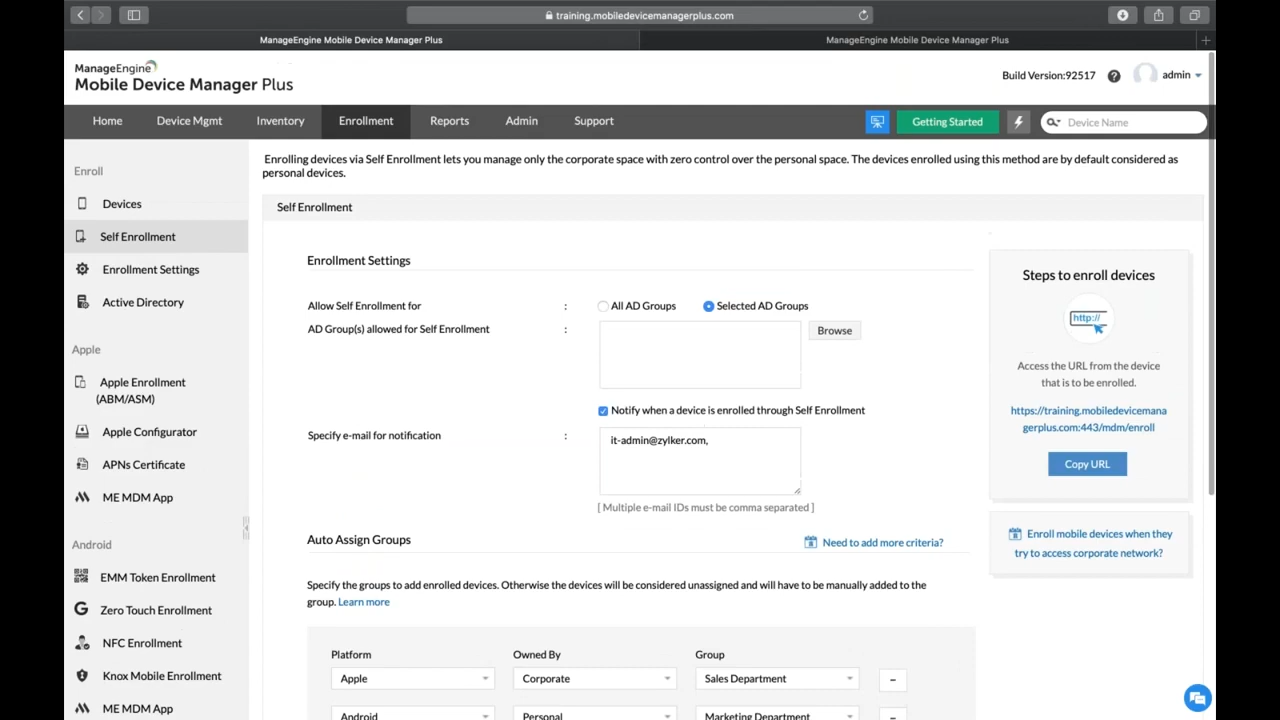 training.mobiledevicemanagerplus.com
ManageEngine Mobile Device Manager Plus
ManageEngine Mobile Device Manager Plus
ManageEngine
Mobile Device Manager Plus
Build Version:92517
?
admin
Home
Device Mgmt
Inventory
Enrollment
Reports
Admin
Support
Getting Started
Device Name
Enroll
Devices
Self Enrollment
Enrollment Settings
Active Directory
Apple
Apple Enrollment
(ABM/ASM)
Apple Configurator
APNs Certificate
ME MDM App
Android
EMM Token Enrollment
Zero Touch Enrollment
NFC Enrollment
Knox Mobile Enrollment
ME MDM App
Enrolling devices via Self Enrollment lets you manage only the corporate space with zero control over the personal space. The devices enrolled using this method are by default considered as
personal devices.
Self Enrollment
Enrollment Settings
Allow Self Enrollment for : All AD Groups Selected AD Groups
AD Group(s) allowed for Self Enrollment : Browse
Notify when a device is enrolled through Self Enrollment
Specify e-mail for notification : it-admin@zylker.com,
[ Multiple e-mail IDs must be comma separated ]
Auto Assign Groups
Need to add more criteria?
Specify the groups to add enrolled devices. Otherwise the devices will be considered unassigned and will have to be manually added to the
group. Learn more
Platform Owned By Group
Apple Corporate Sales Department -
Android Personal Marketing Department -
Steps to enroll devices
http://
Access the URL from the device
that is to be enrolled.
https://training.mobiledevicemana
gerplus.com:443/mdm/enroll
Copy URL
Enroll mobile devices when they
try to access corporate network?